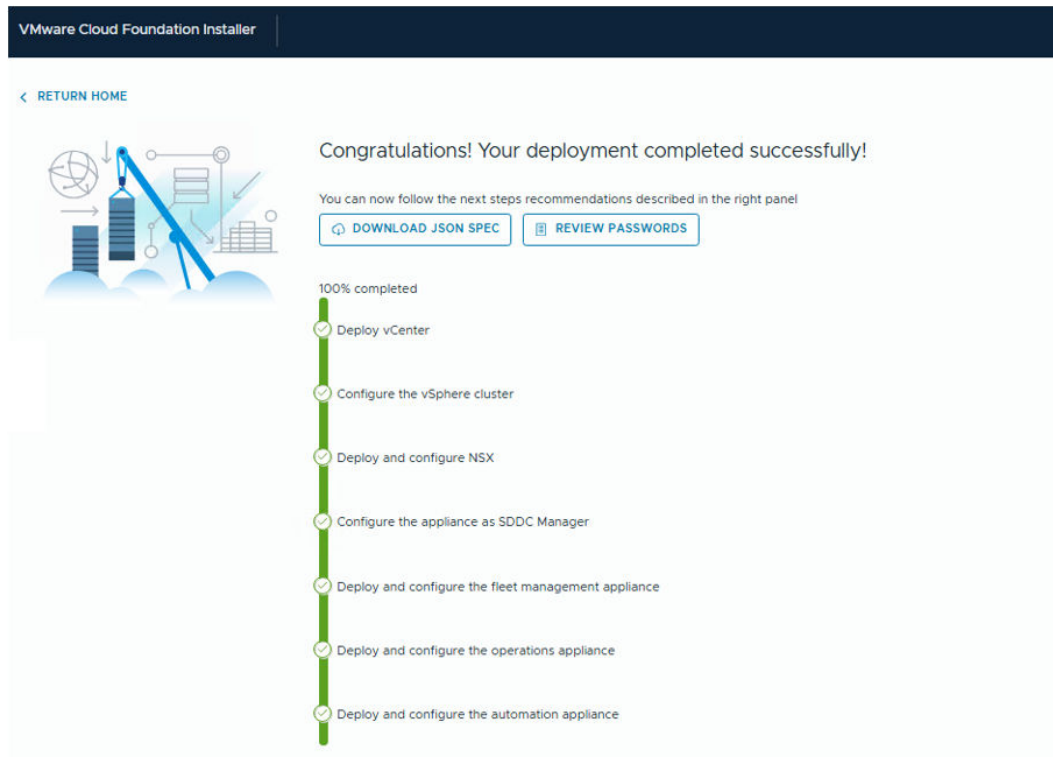 VMware Cloud Foundation Installer
RETURN HOME
Congratulations! Your deployment completed successfully!
You can now follow the next steps recommendations described in the right panel
DOWNLOAD JSON SPEC
REVIEW PASSWORDS
100% completed
Deploy vCenter
Configure the vSphere cluster
Deploy and configure NSX
Configure the appliance as SDDC Manager
Deploy and configure the fleet management appliance
Deploy and configure the operations appliance
Deploy and configure the automation appliance